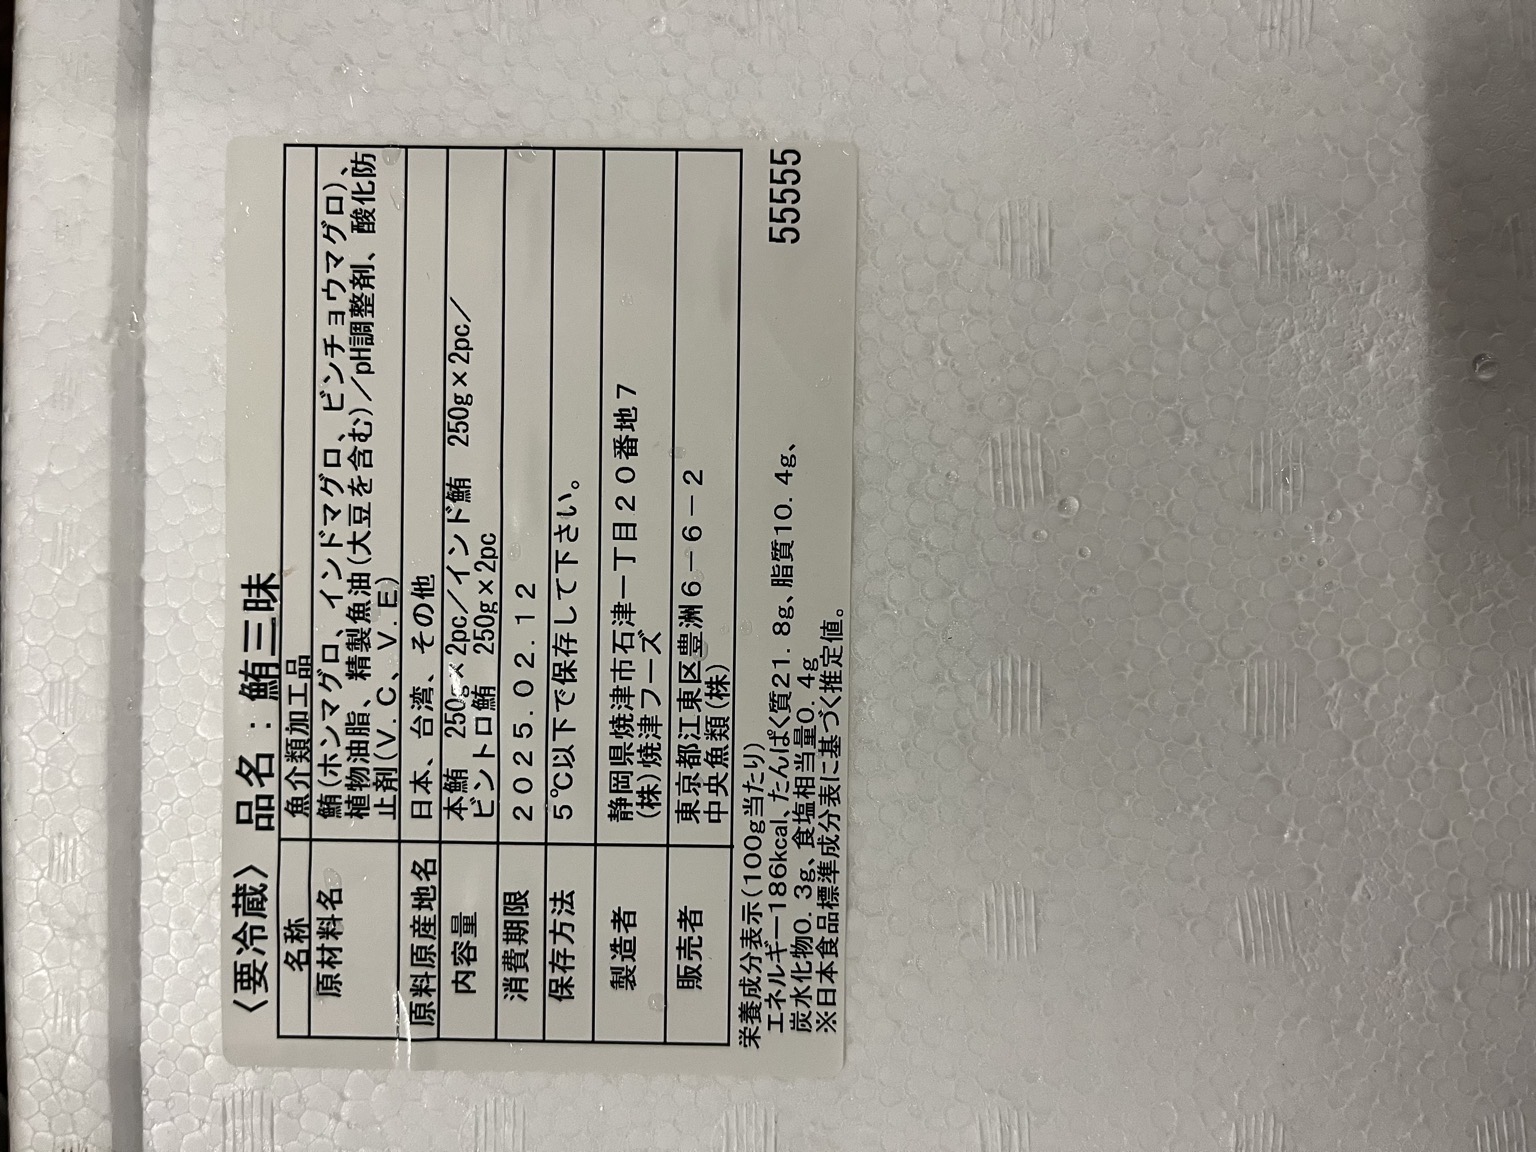 〈要冷蔵〉 品名：鮪三昧
名称 魚介類加工品
原材料名 鮪(ホンマグロ、インドマグロ、ビンチョウマグロ)、
植物油脂、精製魚油(大豆を含む)／pH調整剤、酸化防
止剤(V.C、V.E)
原料原産地名 日本、台湾、その他
内容量 本鮪 250g×2pc／インド鮪 250g×2pc／
ビントロ鮪 250g×2pc
消費期限 2025.02.12
保存方法 5℃以下で保存して下さい。
製造者 静岡県焼津市石津一丁目20番地7
(株)焼津フーズ
販売者 東京都江東区豊洲6－6－2
中央魚類(株)
栄養成分表示(100g当たり) 55555
エネルギー186kcal、たんぱく質21.8g、脂質10.4g、
炭水化物0.3g、食塩相当量0.4g
※日本食品標準成分表に基づく推定値。